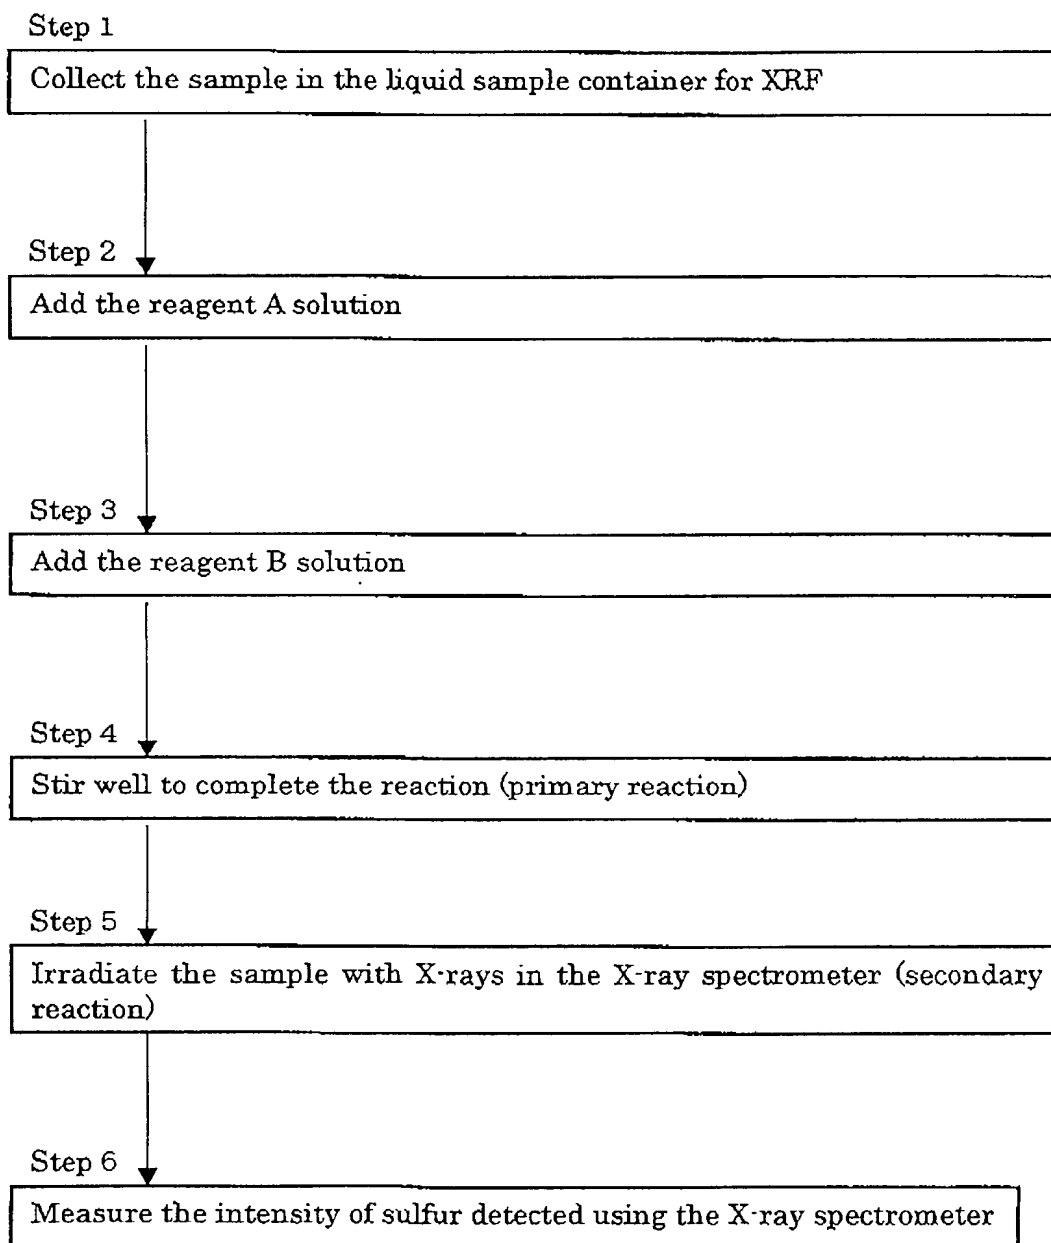 Step 1
Collect the sample in the liquid sample container for XRF
Step 2
Add the reagent A solution
Step 3
Add the reagent B solution
Step 4
Stir well to complete the reaction (primary reaction)
Step 5
Irradiate the sample with X-rays in the X-ray spectrometer (secondary
reaction)
Step 6
Measure the intensity of sulfur detected using the X-ray spectrometer